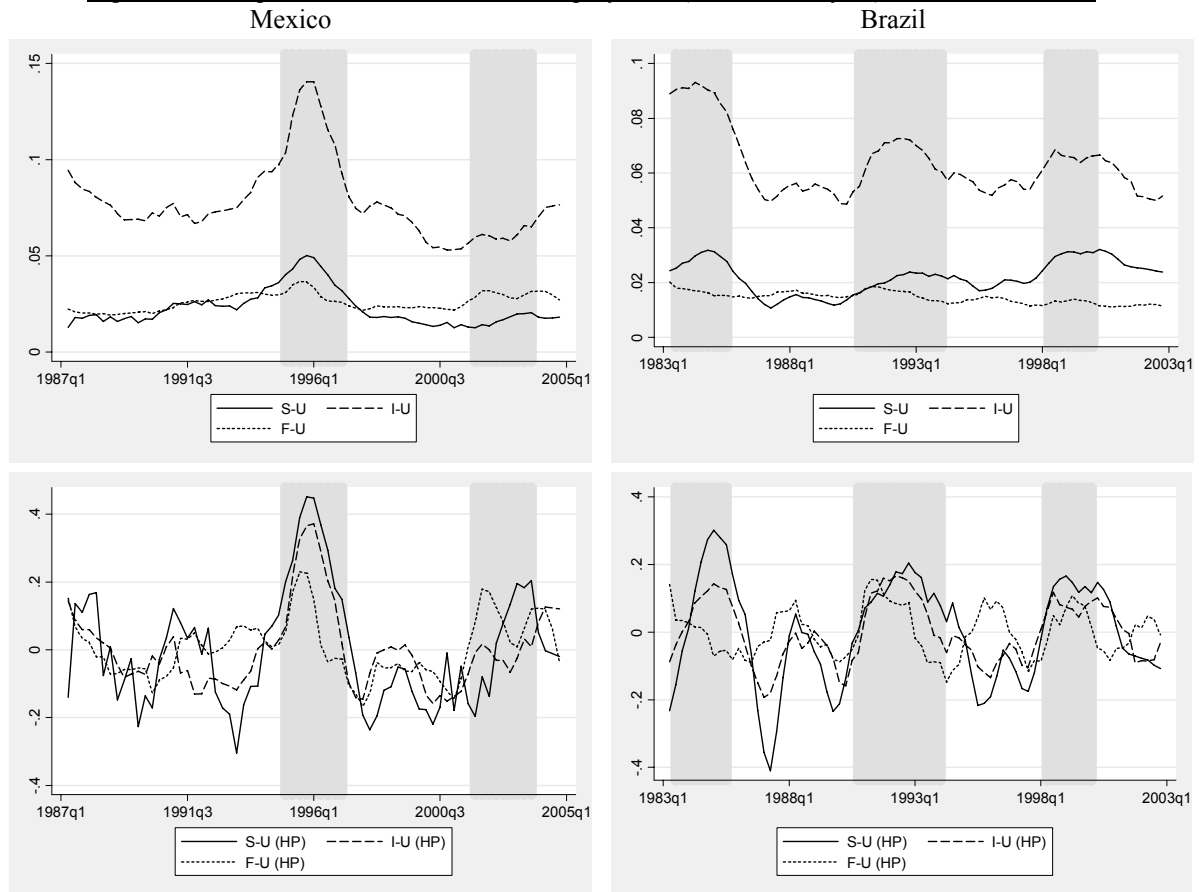 Mexico
Brazil
.15
.1
.05
0
1987q1 1991q3 1996q1 2000q3 2005q1
S-U I-U
F-U
.1
.08
.06
.04
.02
0
1983q1 1988q1 1993q1 1998q1 2003q1
S-U I-U
F-U
.4
.2
0
-.2
-.4
1987q1 1991q3 1996q1 2000q3 2005q1
S-U (HP) I-U (HP)
F-U (HP)
.4
.2
0
-.2
-.4
1983q1 1988q1 1993q1 1998q1 2003q1
S-U (HP) I-U (HP)
F-U (HP)